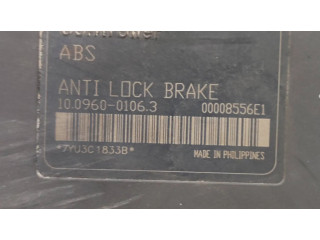 ABS
ANTI LOCK BRAKE
10.0960-0106.3 00008556E1
*7YU3C1833B*
MADE IN PHILIPPINES